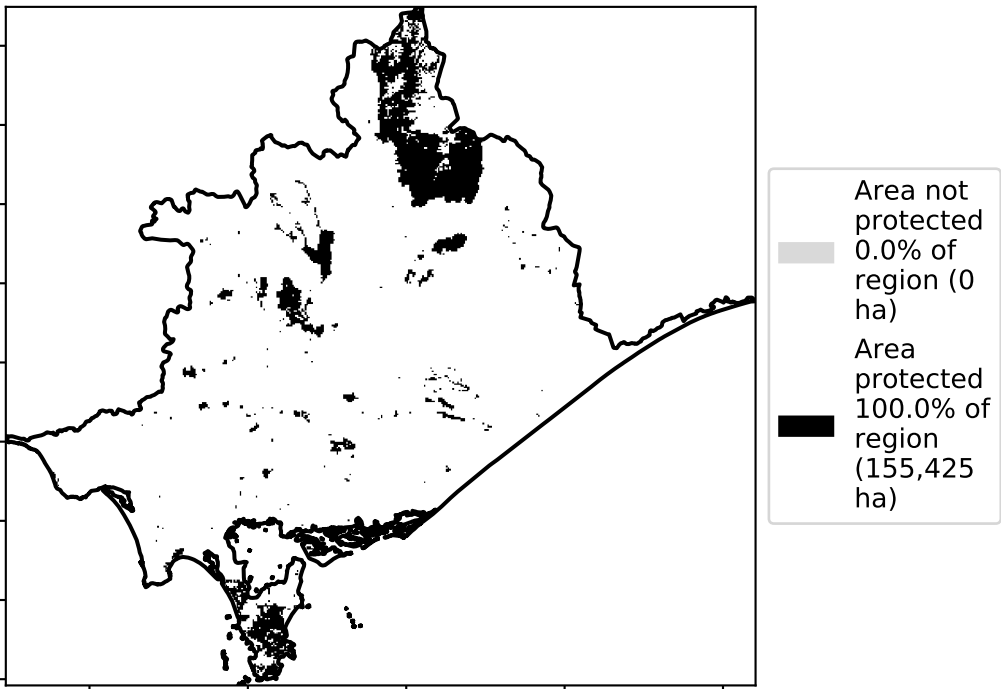 Area not
protected
0.0% of
region (0
ha)
Area
protected
100.0% of
region
(155,425
ha)